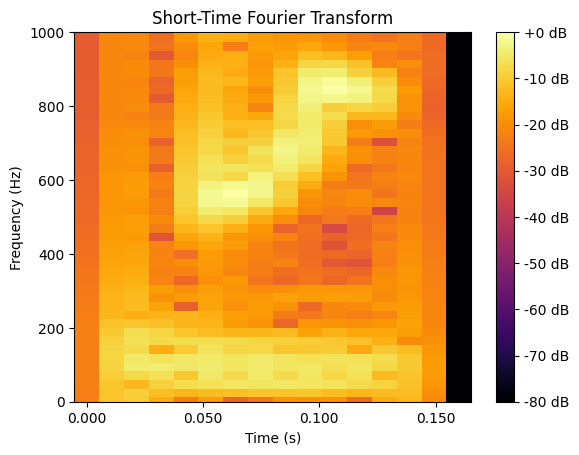 Short-Time Fourier Transform
1000
800
600
400
200
0
Frequency (Hz)
0.000
0.050
0.100
0.150
Time (s)
+0 dB
-10 dB
-20 dB
-30 dB
-40 dB
-50 dB
-60 dB
-70 dB
-80 dB